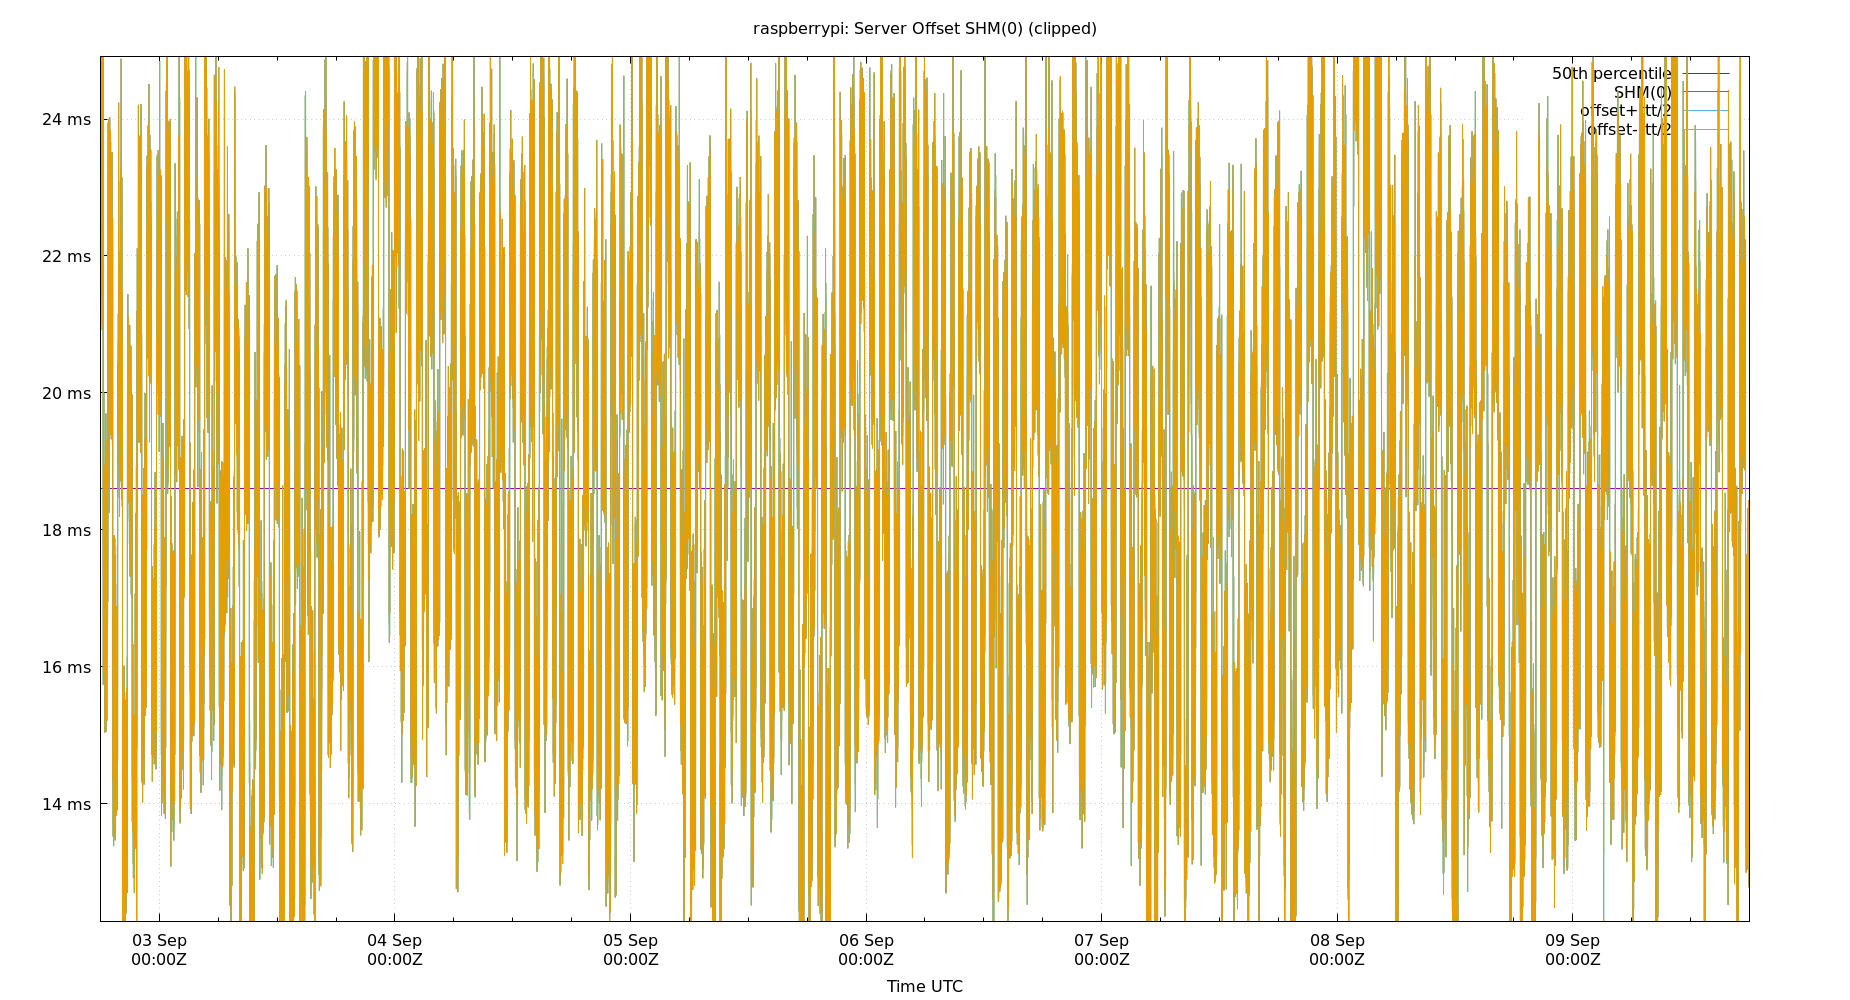 raspberrypi: Server Offset SHM(0) (clipped)
50th percentile
SHM(0)
offset+rtt/2
offset-rtt/2
24 ms
22 ms
20 ms
18 ms
16 ms
14 ms
03 Sep 04 Sep 05 Sep 06 Sep 07 Sep 08 Sep 09 Sep
00:00Z 00:00Z 00:00Z 00:00Z 00:00Z 00:00Z 00:00Z
Time UTC